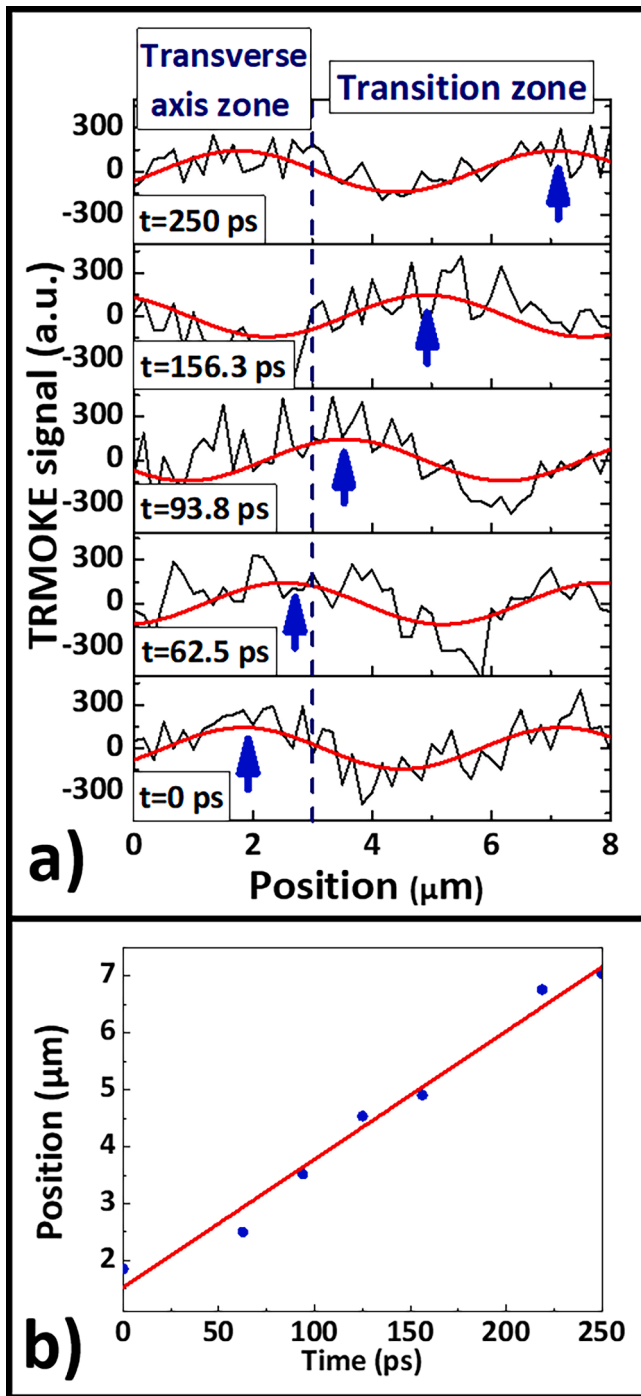 Transverse
axis zone
Transition zone
300
0
-300
t=250 ps
300
0
-300
t=156.3 ps
300
0
-300
t=93.8 ps
300
0
-300
t=62.5 ps
300
0
-300
t=0 ps
TRMOKE signal (a.u.)
0 2 4 6 8
Position (μm)
a)
7
6
5
4
3
2
Position (μm)
0 50 100 150 200 250
Time (ps)
b)